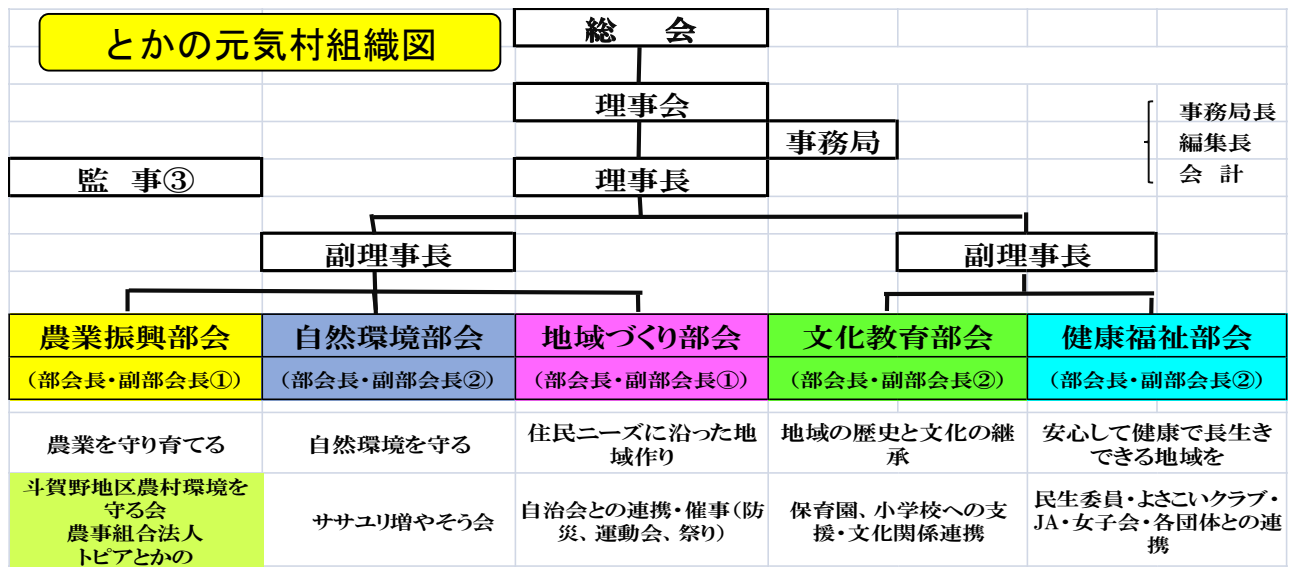 とかの元気村組織図
総 会
理事会
事務局
事務局長
編集長
会 計
監 事③
理事長
副理事長
副理事長
農業振興部会
自然環境部会
地域づくり部会
文化教育部会
健康福祉部会
(部会長・副部会長①)
(部会長・副部会長②)
(部会長・副部会長①)
(部会長・副部会長②)
(部会長・副部会長②)
農業を守り育てる
自然環境を守る
住民ニーズに沿った地
域作り
地域の歴史と文化の継
承
安心して健康で長生き
できる地域を
斗賀野地区農村環境を
守る会
農事組合法人
トピアとかの
ササユリ増やそう会
自治会との連携・催事(防
災、運動会、祭り)
保育園、小学校への支
援・文化関係連携
民生委員・よさこいクラブ・
JA・女子会・各団体との連
携